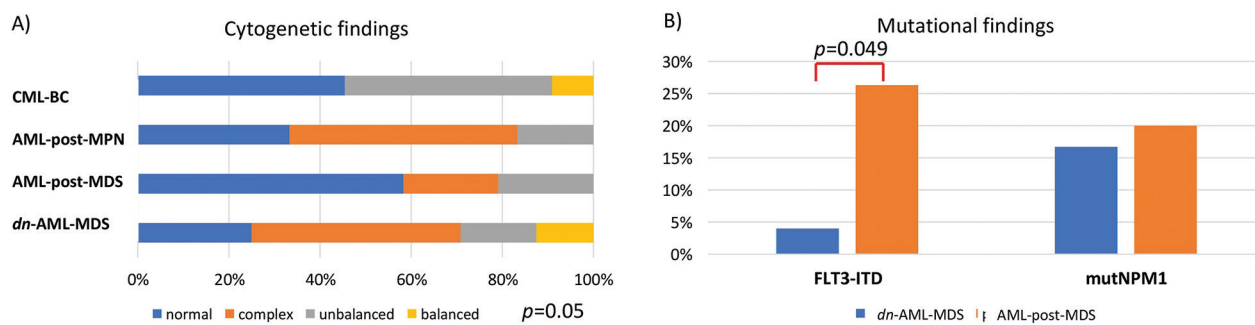 A)
Cytogenetic findings
CML-BC
AML-post-MPN
AML-post-MDS
dn-AML-MDS
0% 20% 40% 60% 80% 100%
normal complex unbalanced balanced
p=0.05
B)
Mutational findings
p=0.049
30%
25%
20%
15%
10%
5%
0%
FLT3-ITD mutNPM1
dn-AML-MDS AML-post-MDS